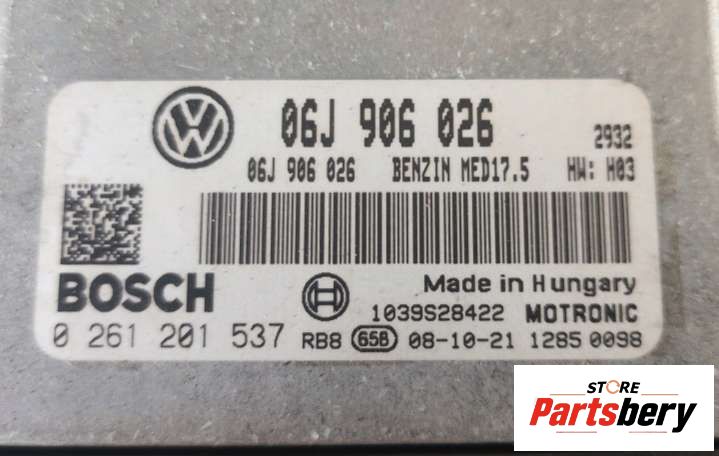 06J 906 026
2932
06J 906 026 BENZIN MED17.5 HW: H03
BOSCH
Made in Hungary
1039S28422 MOTRONIC
0 261 201 537 RB8 658 08-10-21 1285 0098
STORE
Partsbery